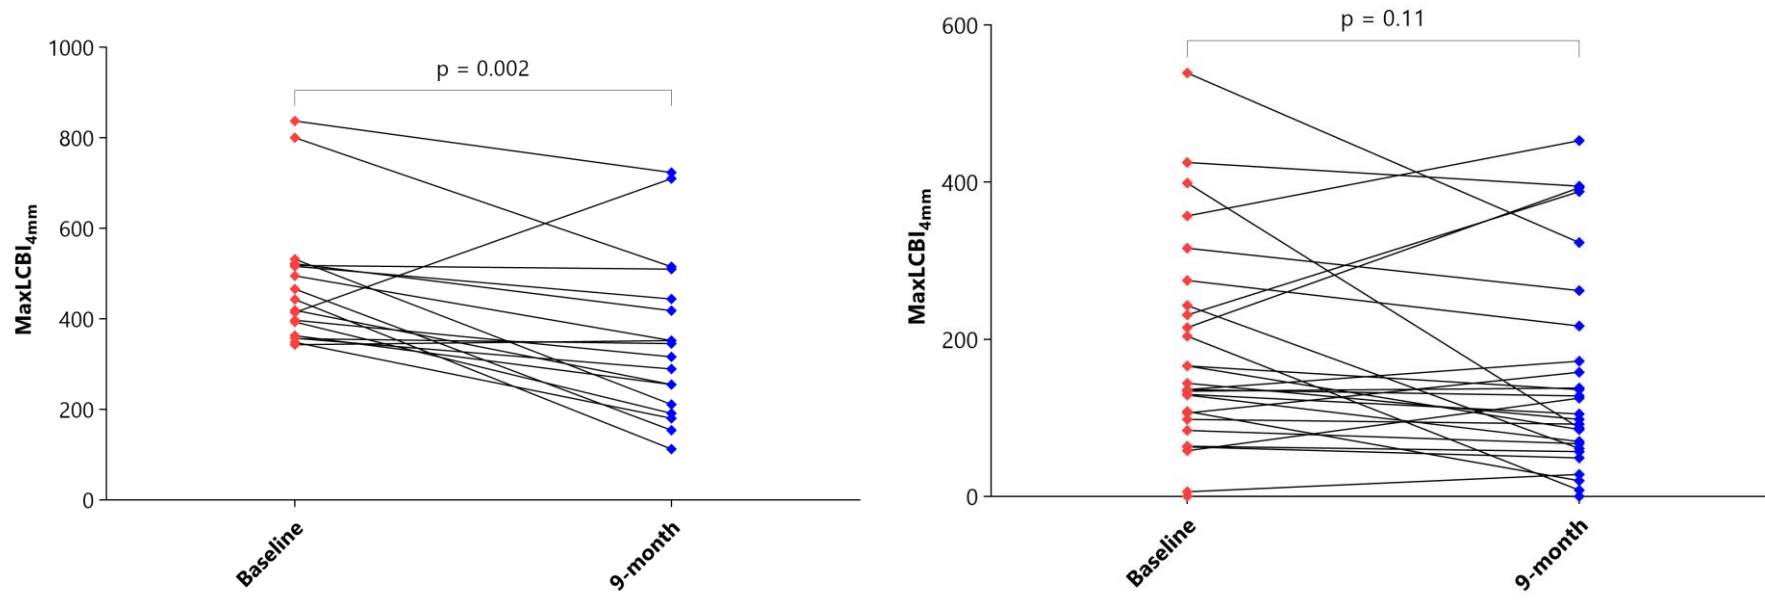 p = 0.002
1000
800
600
400
200
0
MaxLCBI4mm
Baseline
9-month
p = 0.11
600
400
200
0
MaxLCBI4mm
Baseline
9-month